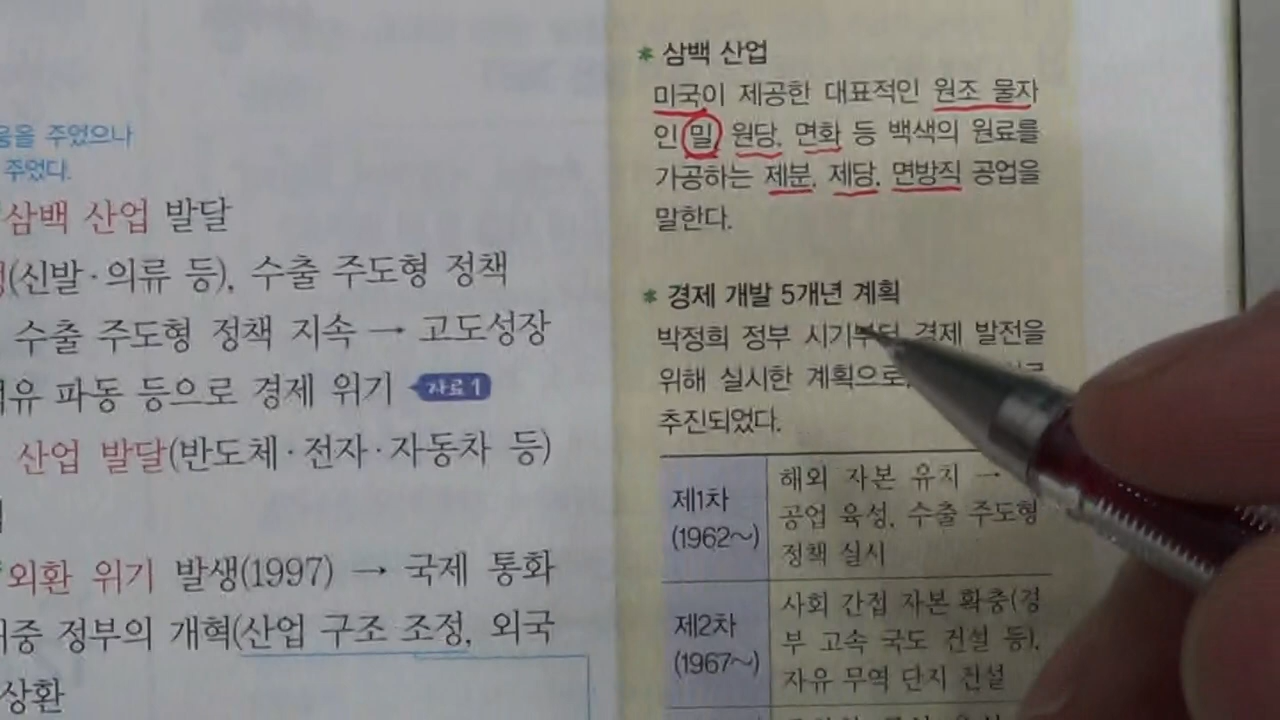 응을 주었으나
주었다.
삼백 산업 발달
(신발·의류 등), 수출 주도형 정책
수출 주도형 정책 지속 → 고도성장
파동 등으로 경제 위기 자료1
산업 발달(반도체·전자·자동차 등)
외환 위기 발생(1997) → 국제 통화
정부의 개혁(산업 구조 조정, 외국
상환
* 삼백 산업
미국이 제공한 대표적인 원조 물자
인 밀, 원당, 면화 등 백색의 원료를
가공하는 제분, 제당, 면방직 공업을
말한다.
* 경제 개발 5개년 계획
박정희 정부 시기부터 경제 발전을
위해 실시한 계획으로,
추진되었다.
제1차
(1962~)
해외 자본 유치 →
공업 육성, 수출 주도형
정책 실시
제2차
(1967~)
사회 간접 자본 확충(경
부 고속 국도 건설 등),
자유 무역 단지 건설